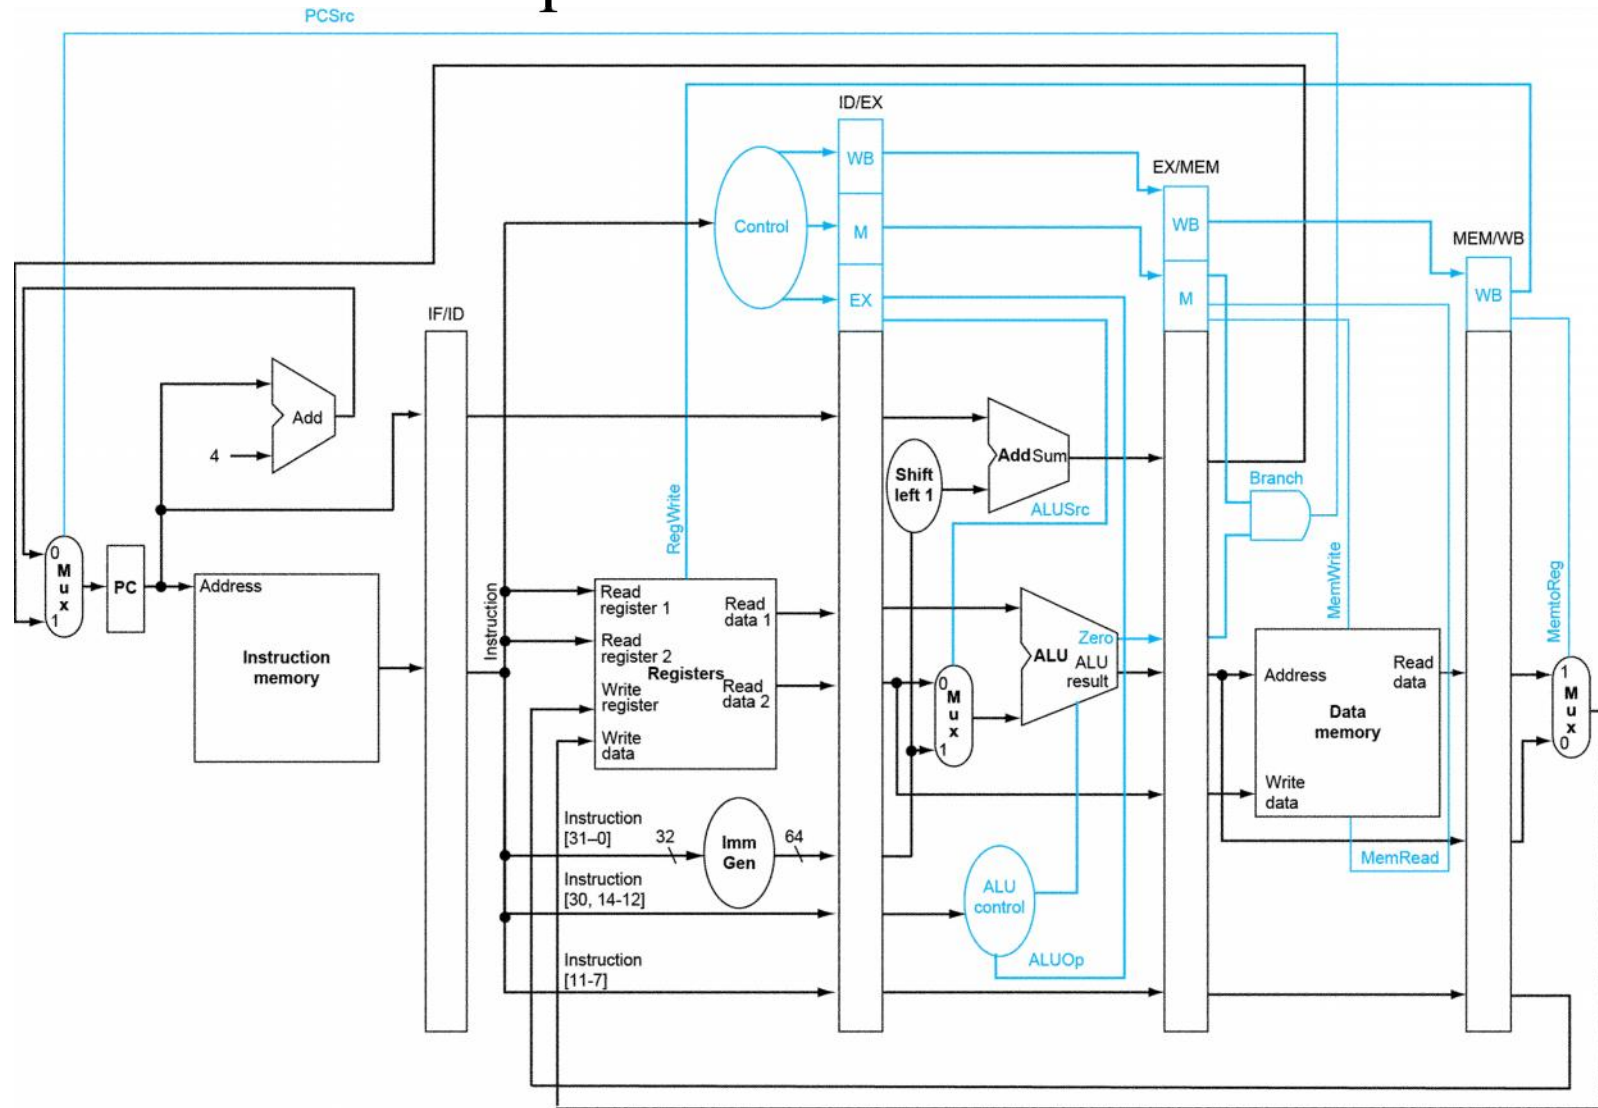 p
PCSrc
ID/EX
WB
EX/MEM
Control
M
WB
MEM/WB
EX
M
WB
IF/ID
Add
4
Shift
left 1
Add Sum
Branch
ALUSrc
RegWrite
MemWrite
MemtoReg
0
M
u
x
1
PC
Address
Instruction
memory
Instruction
Read
register 1
Read
data 1
Read
register 2
Registers
Write
register
Read
data 2
Write
data
Zero
ALU
ALU
result
0
M
u
x
1
Address
Read
data
Data
memory
Write
data
1
M
u
x
0
Instruction
[31–0]
32
Imm
Gen
64
MemRead
Instruction
[30, 14-12]
ALU
control
Instruction
[11-7]
ALUOp